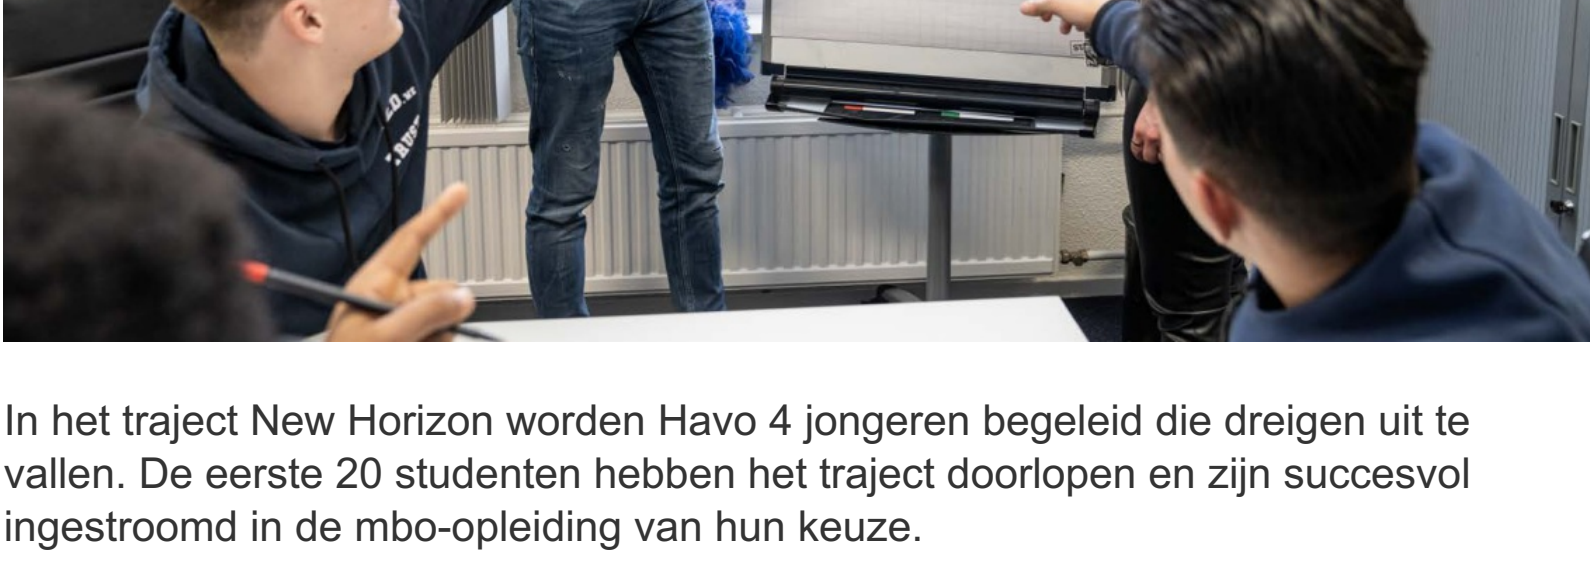 In het traject New Horizon worden Havo 4 jongeren begeleid die dreigen uit te
vallen. De eerste 20 studenten hebben het traject doorlopen en zijn succesvol
ingestroomd in de mbo-opleiding van hun keuze.